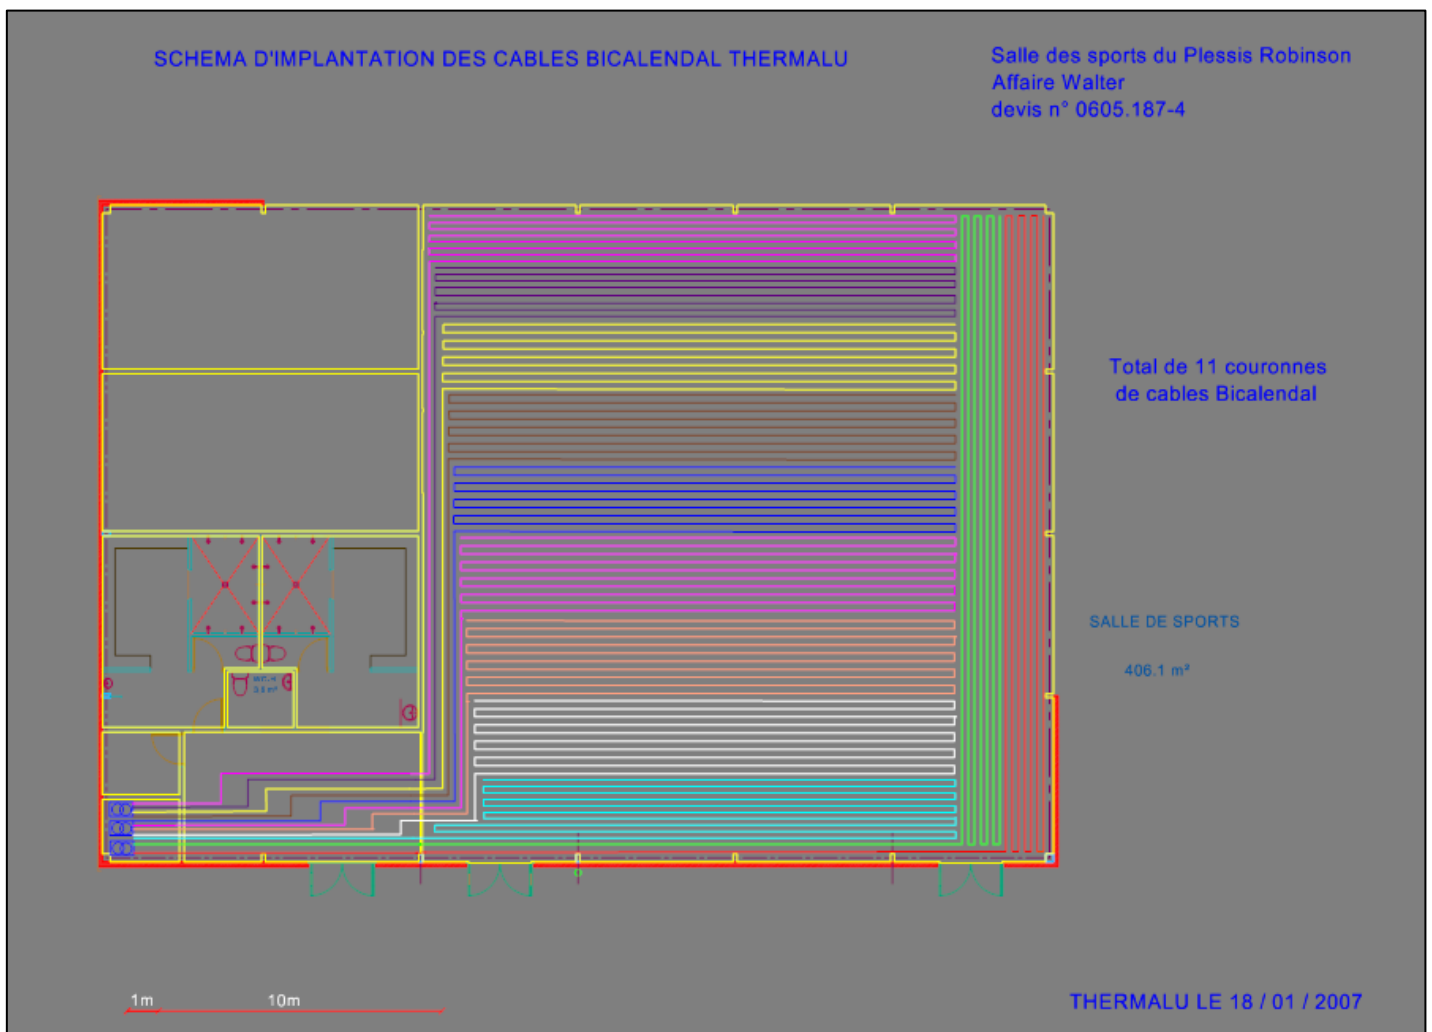 SCHEMA D'IMPLANTATION DES CABLES BICALENDAL THERMALU
Salle des sports du Plessis Robinson
Affaire Walter
devis n° 0605.187-4
Total de 11 couronnes
de cables Bicalendal
SALLE DE SPORTS
406.1 m²
1m
10m
THERMALU LE 18 / 01 / 2007